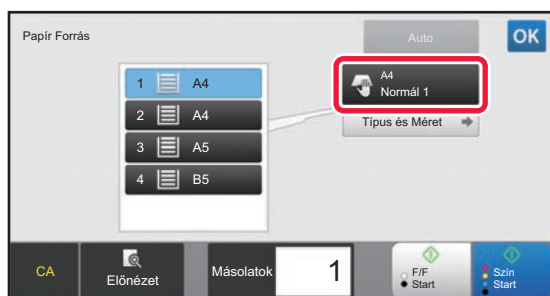 Papír Forrás
Auto
OK
1 A4
2 A4
3 A5
4 B5
A4
Normál 1
Típus és Méret
CA
Előnézet
Másolatok
1
F/F
Start
Szín
Start